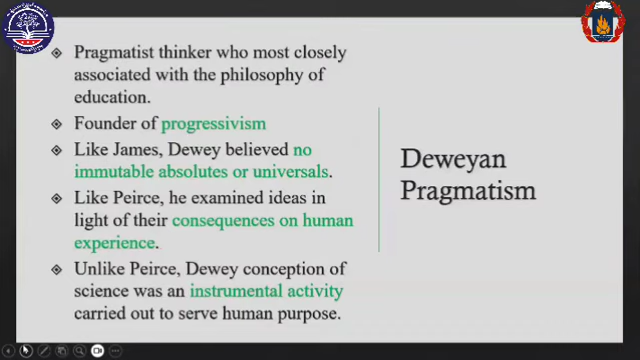 Pragmatist thinker who most closely
associated with the philosophy of
education.
Founder of progressivism
Like James, Dewey believed no
immutable absolutes or universals.
Like Peirce, he examined ideas in
light of their consequences on human
experience.
Unlike Peirce, Dewey conception of
science was an instrumental activity
carried out to serve human purpose.
Deweyan
Pragmatism